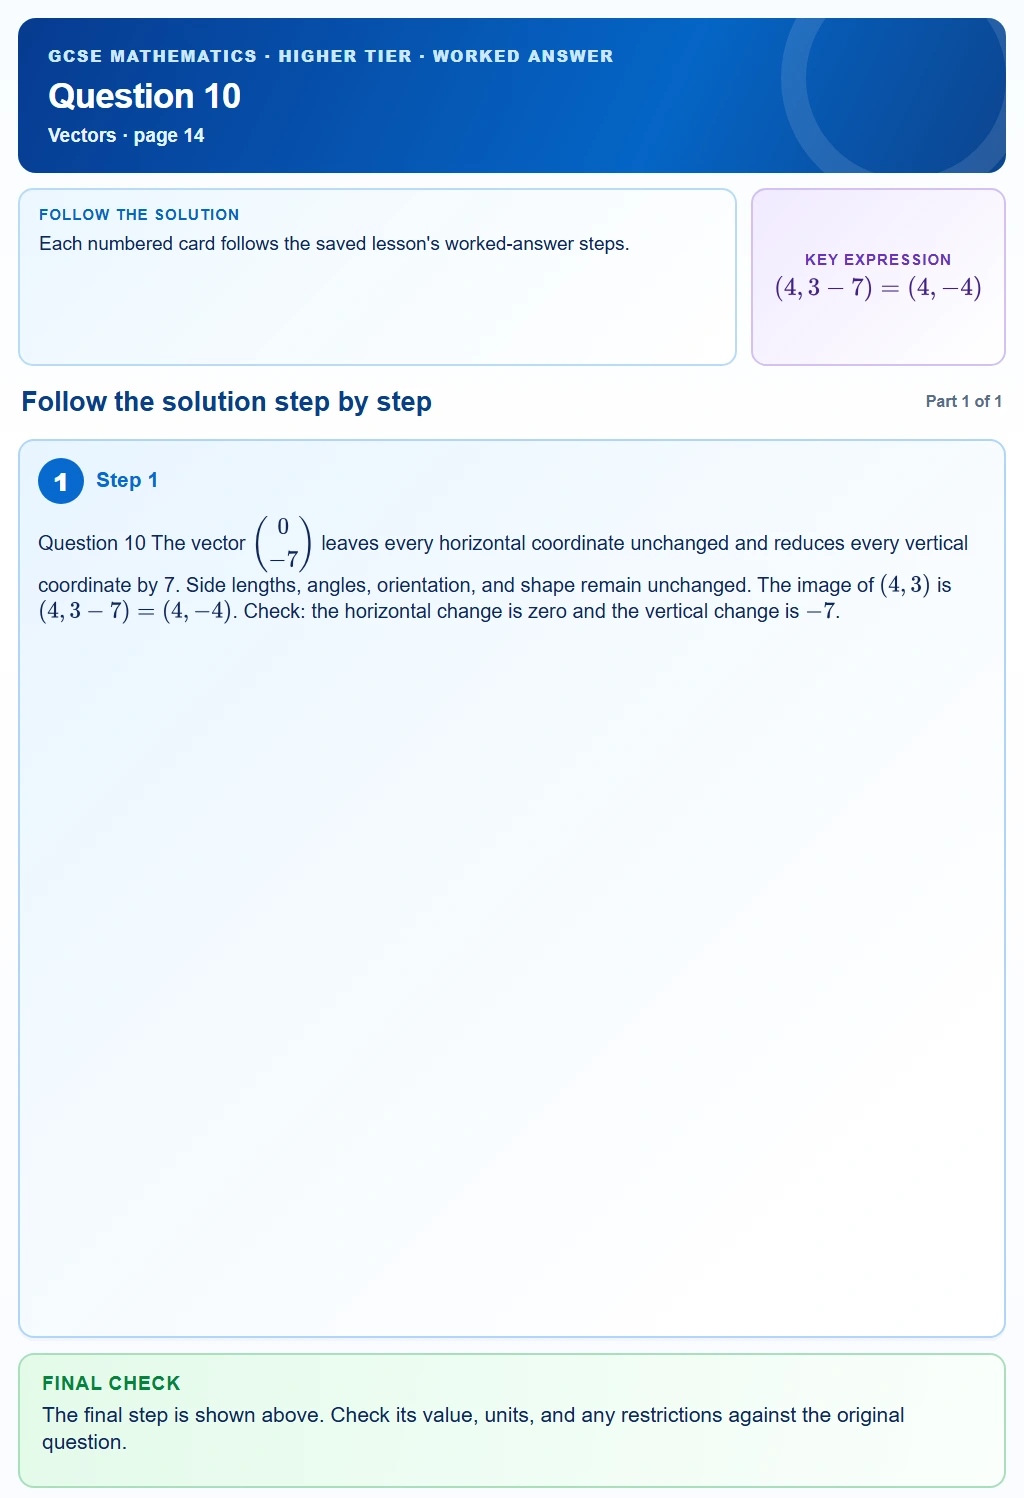 GCSE MATHEMATICS · HIGHER TIER · WORKED ANSWER
Question 10
Vectors · page 14
FOLLOW THE SOLUTION
Each numbered card follows the saved lesson's worked-answer steps.
KEY EXPRESSION
(4, 3 − 7) = (4, −4)
Follow the solution step by step
Part 1 of 1
1 Step 1
Question 10 The vector (0 −7) leaves every horizontal coordinate unchanged and reduces every vertical
coordinate by 7. Side lengths, angles, orientation, and shape remain unchanged. The image of (4, 3) is
(4, 3 − 7) = (4, −4). Check: the horizontal change is zero and the vertical change is −7.
FINAL CHECK
The final step is shown above. Check its value, units, and any restrictions against the original
question.